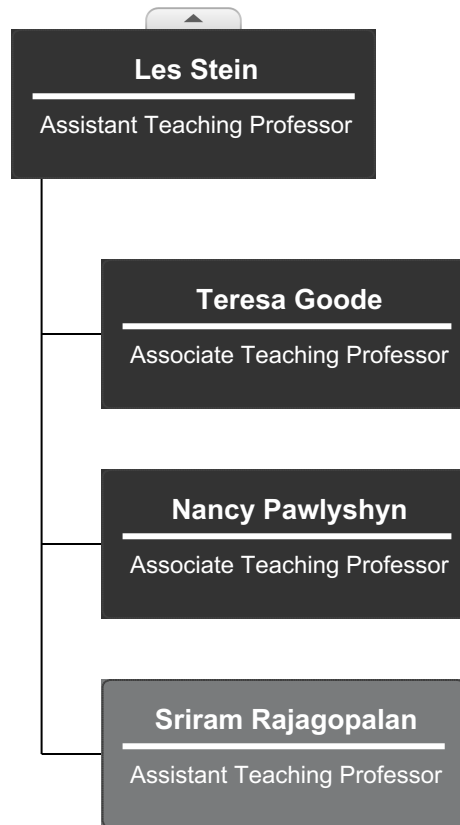 Les Stein
Assistant Teaching Professor
Teresa Goode
Associate Teaching Professor
Nancy Pawlyshyn
Associate Teaching Professor
Sriram Rajagopalan
Assistant Teaching Professor